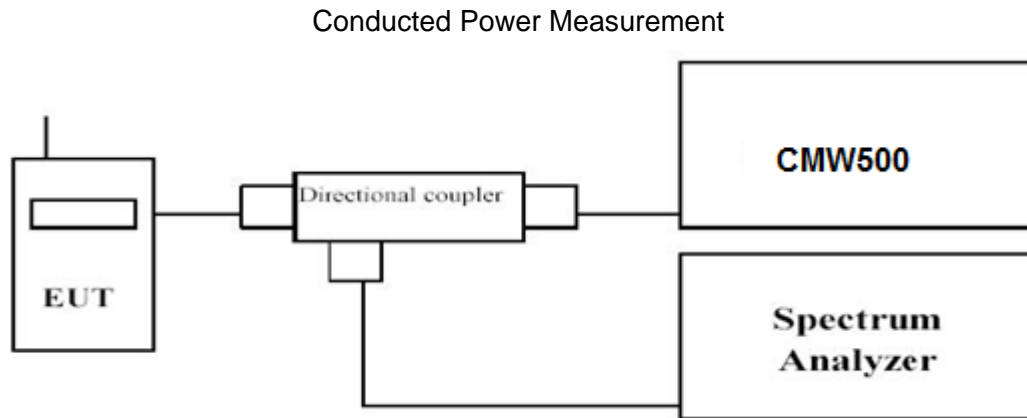 Conducted Power Measurement
CMW500
Directional coupler
EUT
Spectrum
Analyzer